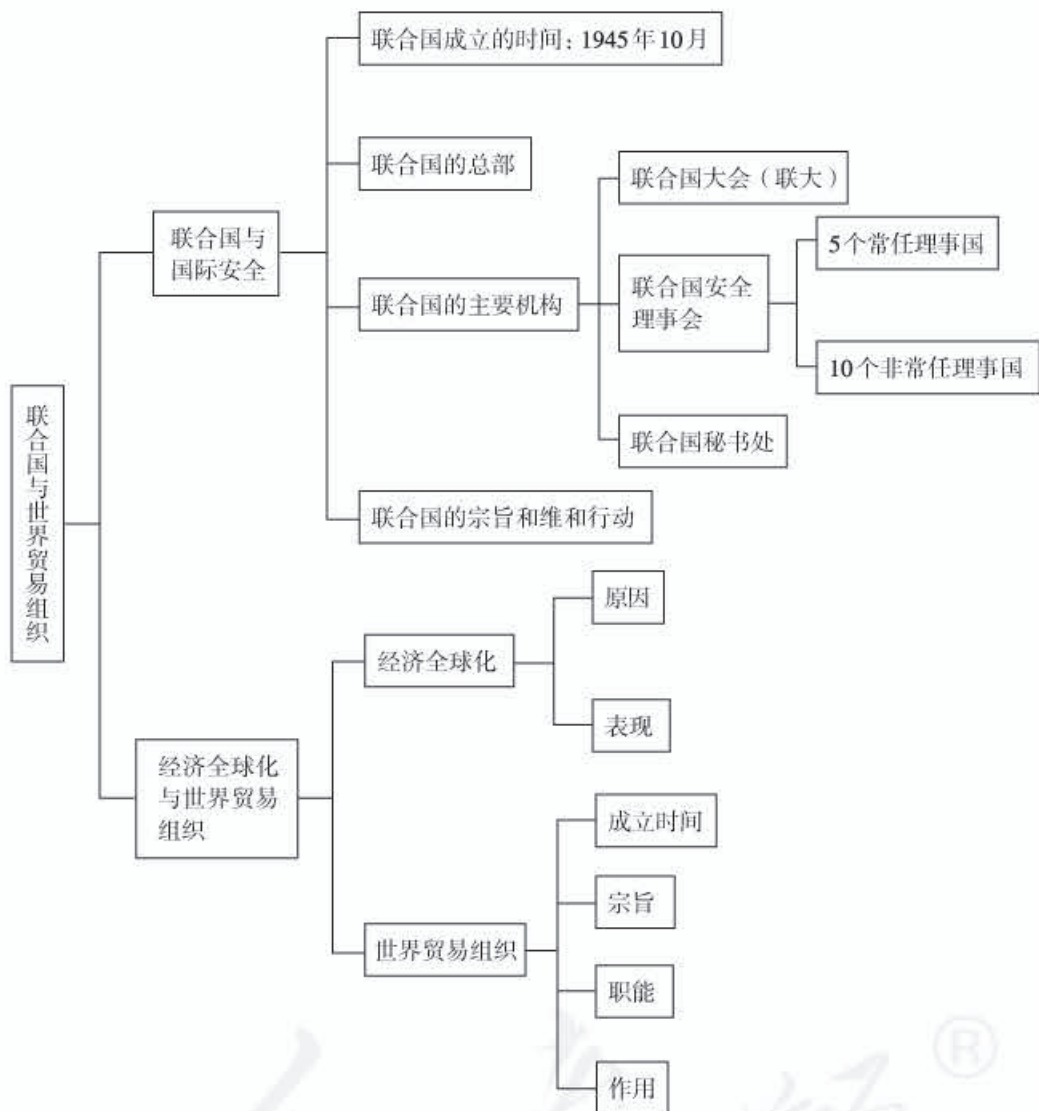 联合国与世界贸易组织
联合国与
国际安全
联合国成立的时间：1945年10月
联合国的总部
联合国的主要机构
联合国大会（联大）
联合国安全
理事会
5个常任理事国
10个非常任理事国
联合国秘书处
联合国的宗旨和维和行动
经济全球化
与世界贸易
组织
经济全球化
原因
表现
世界贸易组织
成立时间
宗旨
职能
作用
®